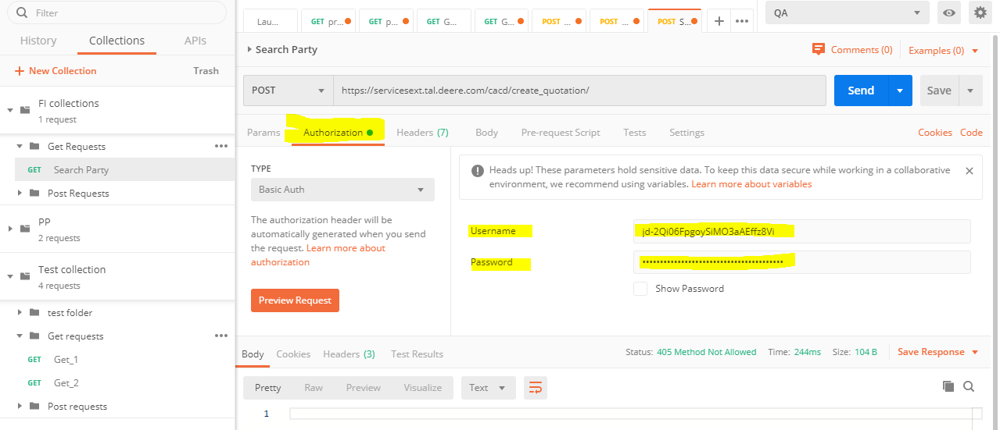 Filter
History Collections APIs
+ New Collection Trash
FI collections
1 request
Get Requests •••
GET Search Party
Post Requests
PP
2 requests
Test collection
4 requests
test folder
Get requests •••
GET Get_1
GET Get_2
Post requests
Lau... GET pr... GET p... GET G... GET G... POST ... POST ... POST S... + ••• QA
Search Party Comments (0) Examples (0)
POST https://servicesext.tal.deere.com/cacd/create_quotation/ Send Save
Params Authorization Headers (7) Body Pre-request Script Tests Settings Cookies Code
TYPE
Basic Auth
The authorization header will be
automatically generated when you send
the request. Learn more about
authorization
Preview Request
Heads up! These parameters hold sensitive data. To keep this data secure while working in a collaborative
environment, we recommend using variables. Learn more about variables
Username jd-2Qi06FpgoySiMO3aAEffz8Vi
Password ••••••••••••••••••••••••••••••••••••••••
Show Password
Body Cookies Headers (3) Test Results Status: 405 Method Not Allowed Time: 244ms Size: 104 B Save Response
Pretty Raw Preview Visualize Text
1